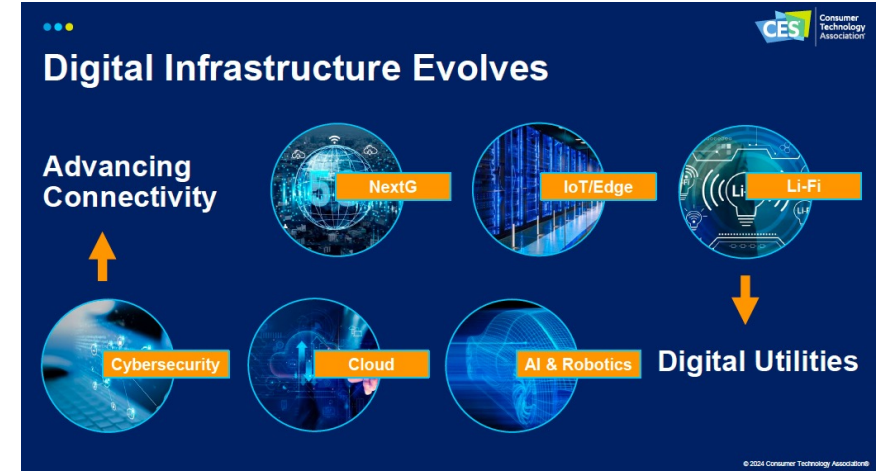 CES
Consumer
Technology
Association
Digital Infrastructure Evolves
Advancing
Connectivity
NextG
IoT/Edge
Li-Fi
Cybersecurity
Cloud
AI & Robotics
Digital Utilities
© 2024 Consumer Technology Association®